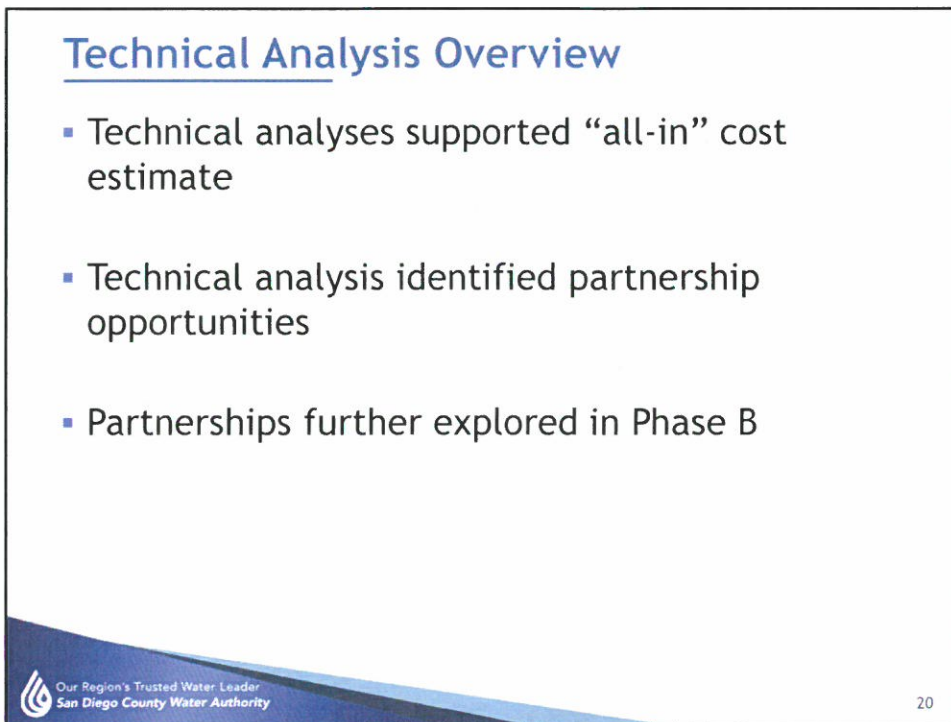 Technical Analysis Overview
▪ Technical analyses supported “all-in” cost
estimate
▪ Technical analysis identified partnership
opportunities
▪ Partnerships further explored in Phase B
Our Region's Trusted Water Leader
San Diego County Water Authority
20